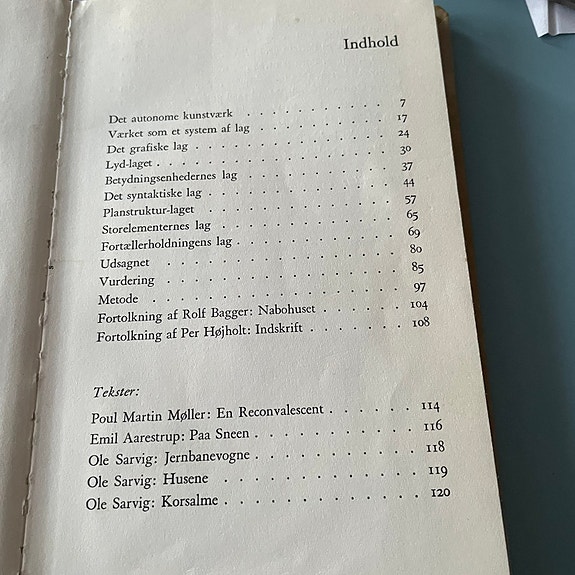 Indhold
Det autonome kunstværk . . . . . . . . . . . 7
Værket som et system af lag . . . . . . . . . . 17
Det grafiske lag . . . . . . . . . . . . . . 24
Lyd-laget . . . . . . . . . . . . . . . . 30
Betydningsenhedernes lag . . . . . . . . . . . 37
Det syntaktiske lag . . . . . . . . . . . . . 44
Planstruktur-laget . . . . . . . . . . . . . 57
Storelementernes lag . . . . . . . . . . . . 65
Fortællerholdningens lag . . . . . . . . . . . 69
Udsagnet . . . . . . . . . . . . . . . . 80
Vurdering . . . . . . . . . . . . . . . . 85
Metode . . . . . . . . . . . . . . . . . 97
Fortolkning af Rolf Bagger: Nabohuset . . . . . . 104
Fortolkning af Per Højholt: Indskrift . . . . . . . 108
Tekster:
Poul Martin Møller: En Reconvalescent . . . . . . 114
Emil Aarestrup: Paa Sneen . . . . . . . . . . 116
Ole Sarvig: Jernbanevogne . . . . . . . . . . 118
Ole Sarvig: Husene . . . . . . . . . . . . 119
Ole Sarvig: Korsalme . . . . . . . . . . . . 120